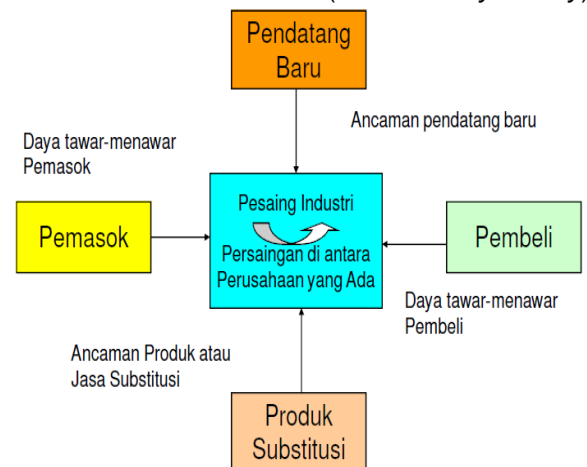 Pendatang
Baru
Ancaman pendatang baru
Daya tawar-menawar
Pemasok
Pesaing Industri
Persaingan di antara
Perusahaan yang Ada
Pemasok
Pembeli
Daya tawar-menawar
Pembeli
Ancaman Produk atau
Jasa Substitusi
Produk
Substitusi